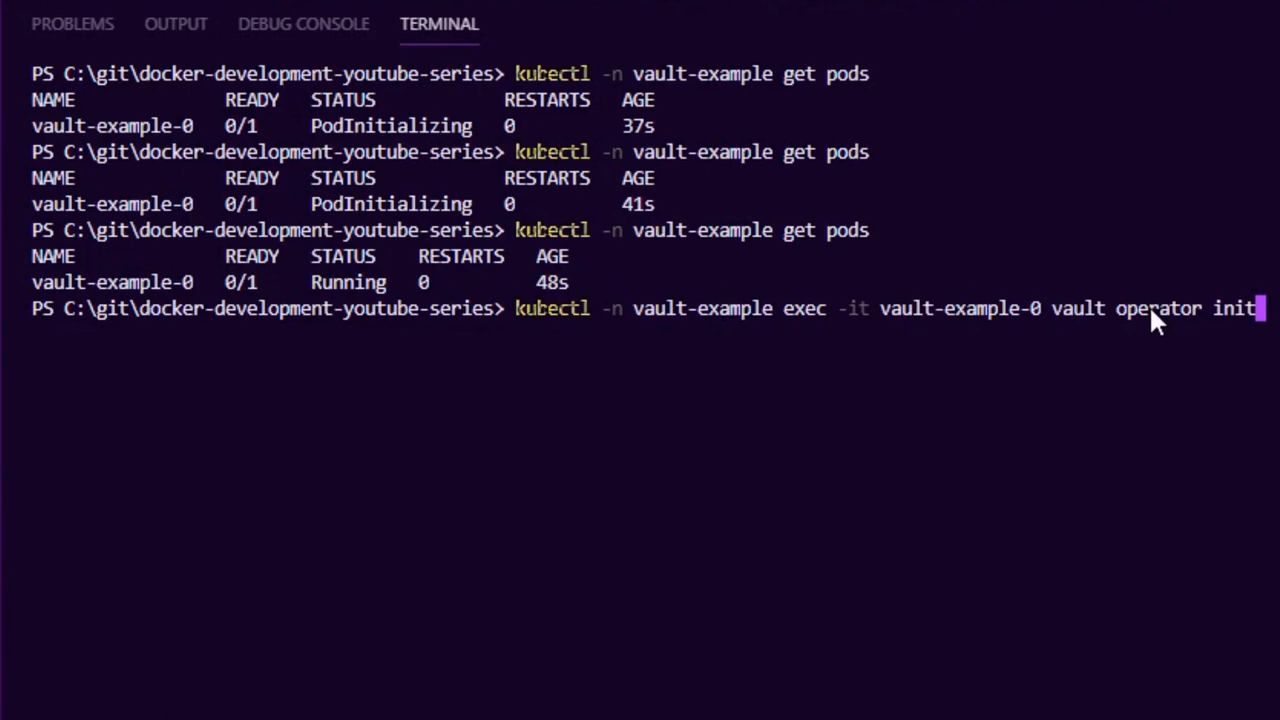 PROBLEMS OUTPUT DEBUG CONSOLE TERMINAL
PS C:\git\docker-development-youtube-series> kubectl -n vault-example get pods
NAME READY STATUS RESTARTS AGE
vault-example-0 0/1 PodInitializing 0 37s
PS C:\git\docker-development-youtube-series> kubectl -n vault-example get pods
NAME READY STATUS RESTARTS AGE
vault-example-0 0/1 PodInitializing 0 41s
PS C:\git\docker-development-youtube-series> kubectl -n vault-example get pods
NAME READY STATUS RESTARTS AGE
vault-example-0 0/1 Running 0 48s
PS C:\git\docker-development-youtube-series> kubectl -n vault-example exec -it vault-example-0 vault operator init